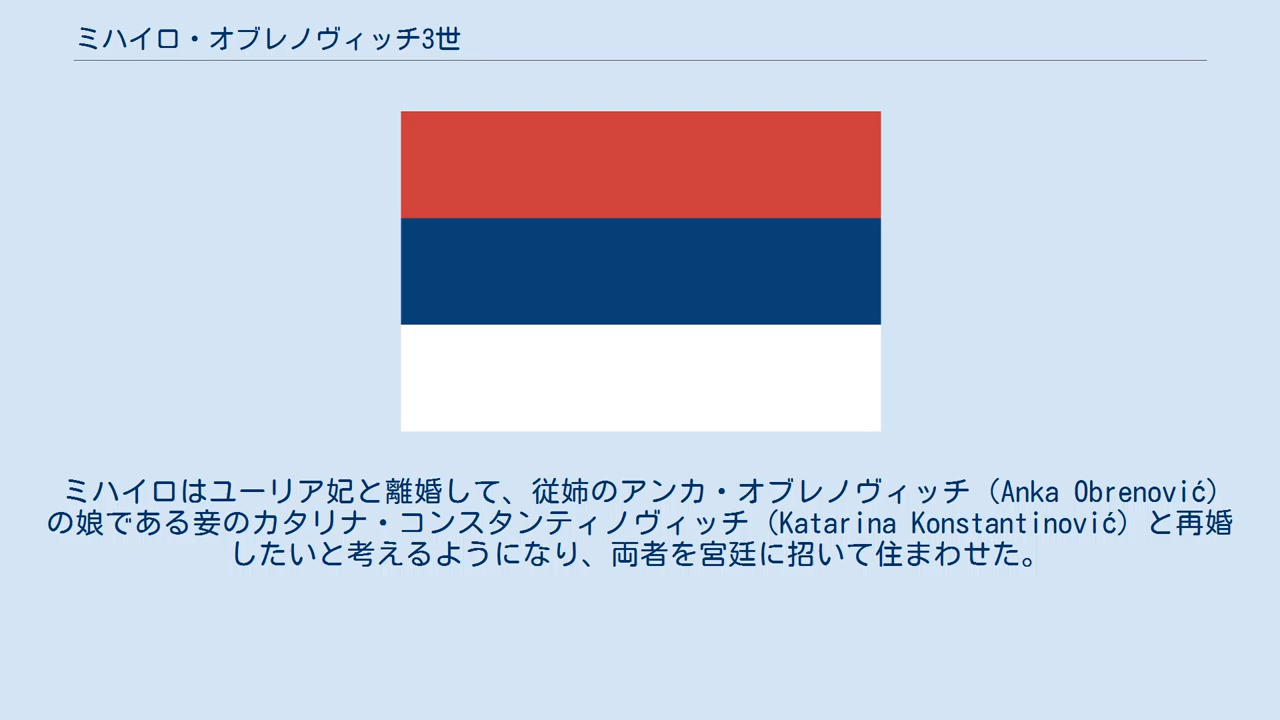 ミハイロ・オブレノヴィッチ3世
ミハイロはユーリア妃と離婚して、従姉のアンカ・オブレノヴィッチ（Anka Obrenović）
の娘である妾のカタリナ・コンスタンティノヴィッチ（Katarina Konstantinović）と再婚
したいと考えるようになり、両者を宮廷に招いて住まわせた。